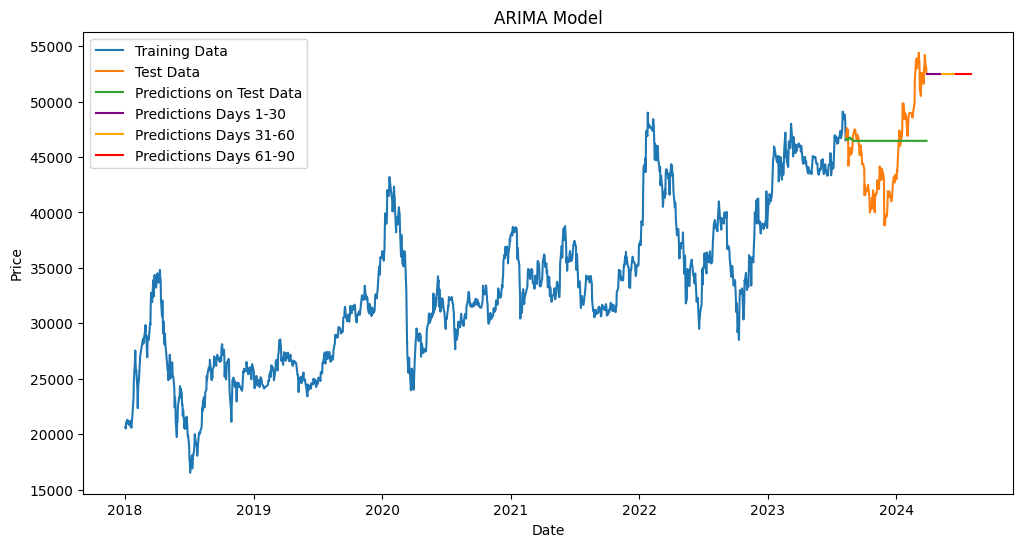 ARIMA Model
Training Data
Test Data
Predictions on Test Data
Predictions Days 1-30
Predictions Days 31-60
Predictions Days 61-90
Price
55000
50000
45000
40000
35000
30000
25000
20000
15000
2018
2019
2020
2021
2022
2023
2024
Date